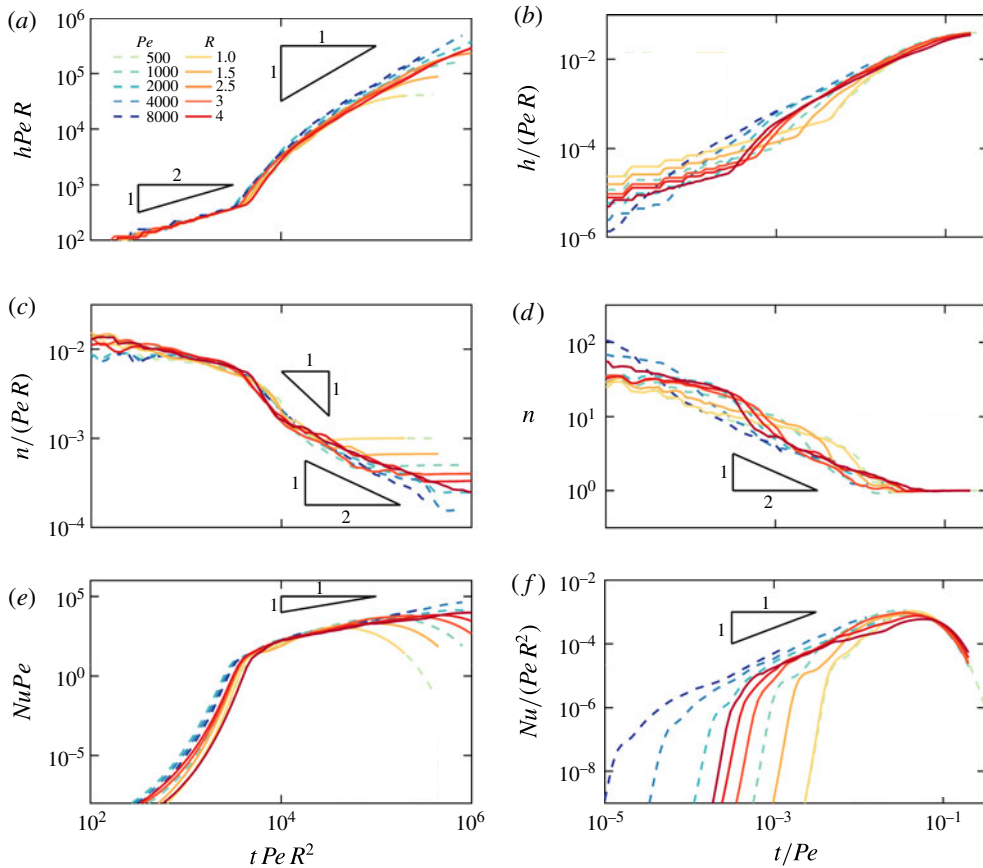 (a)
10^6
10^5
10^4
10^3
10^2
hPe R
Pe R
500 1.0
1000 1.5
2000 2.5
4000 3
8000 4
1
1
2
1
(b)
10^–2
10^–4
10^–6
h/(Pe R)
(c)
10^–2
10^–3
10^–4
n/(Pe R)
1
1
1
2
(d)
10^2
10^1
10^0
n
1
2
(e)
10^5
10^0
10^–5
NuPe
1
1
10^2 10^4 10^6
t Pe R^2
(f)
10^–2
10^–4
10^–6
10^–8
Nu/(Pe R^2)
1
1
10^–5 10^–3 10^–1
t/Pe